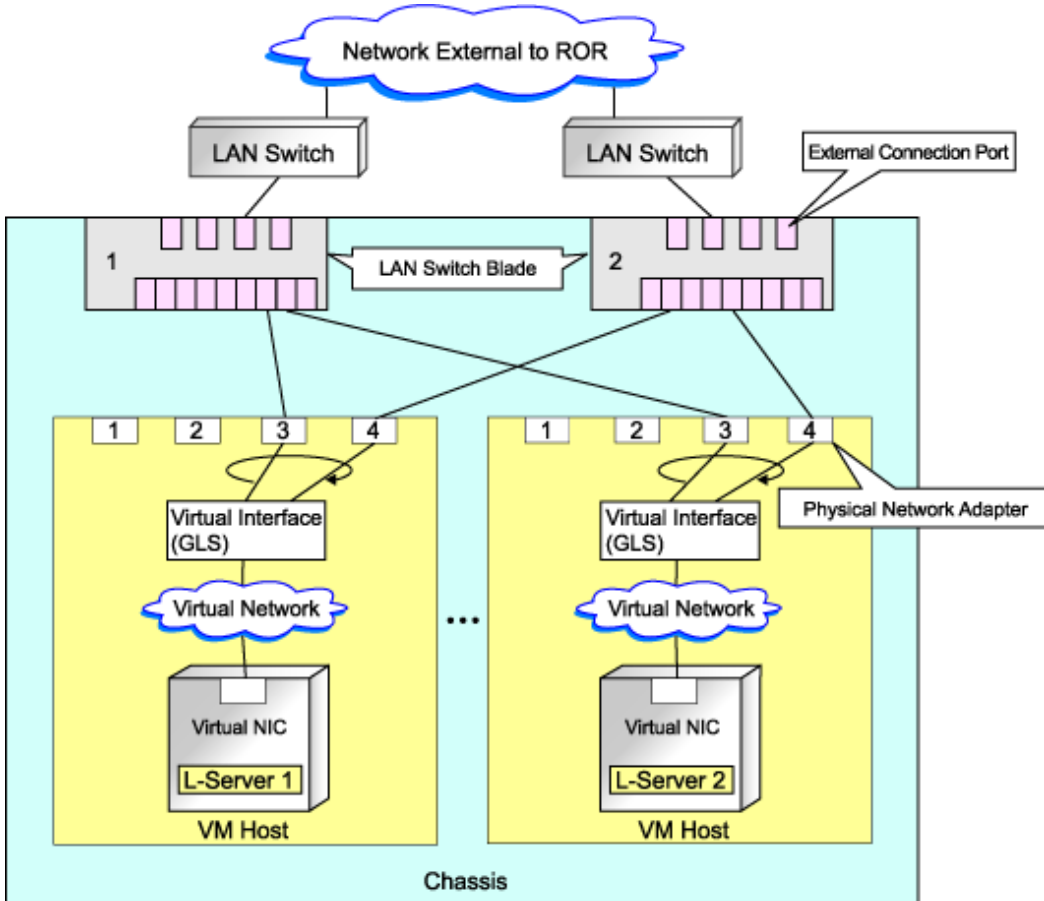 Network External to ROR
LAN Switch
LAN Switch
External Connection Port
1
LAN Switch Blade
2
1
2
3
4
1
2
3
4
Physical Network Adapter
Virtual Interface
(GLS)
Virtual Interface
(GLS)
Virtual Network
•••
Virtual Network
Virtual NIC
L-Server 1
Virtual NIC
L-Server 2
VM Host
VM Host
Chassis